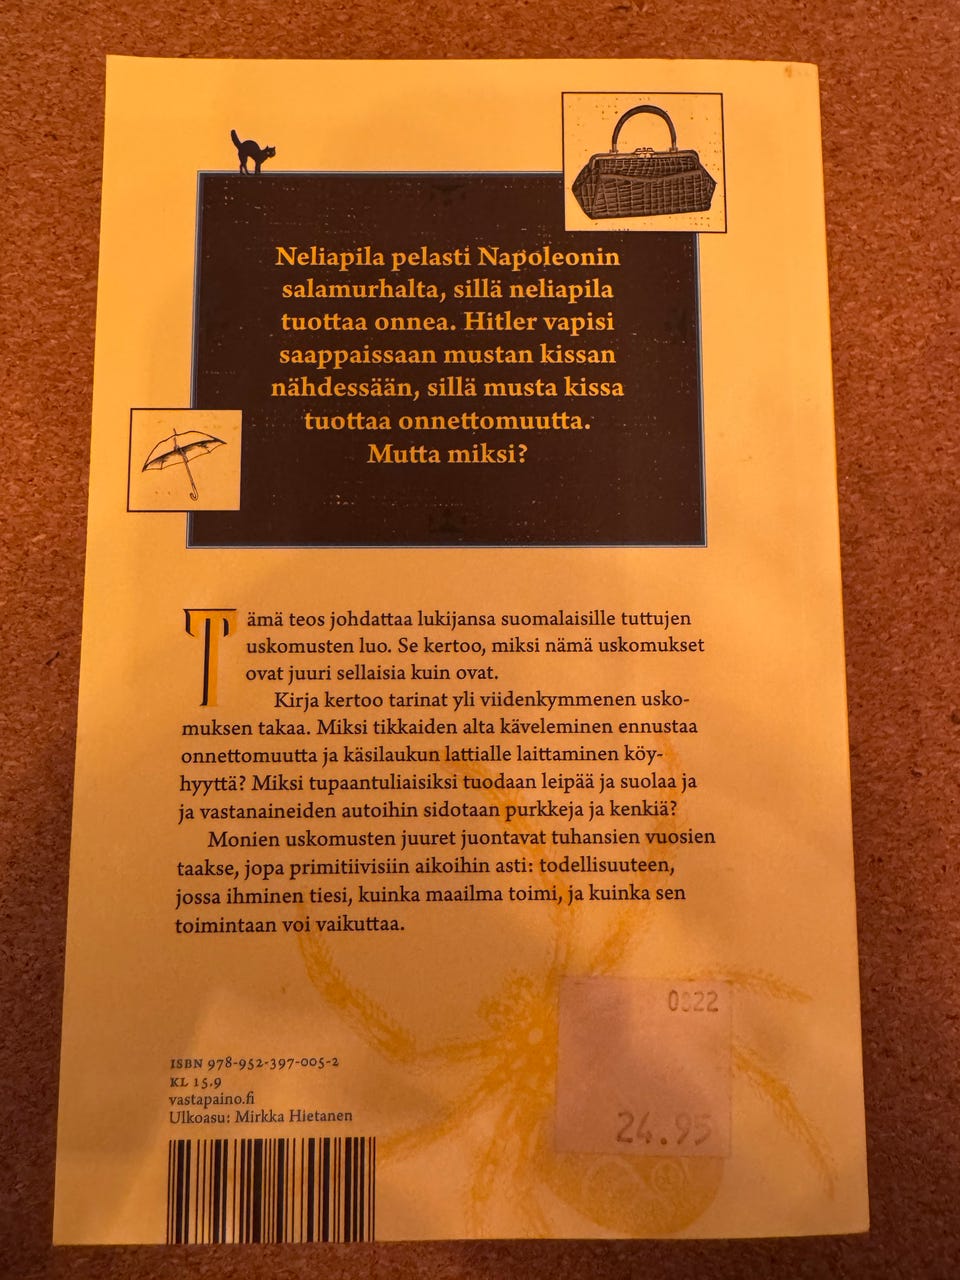 Neliapila pelasti Napoleonin
salamurhalta, sillä neliapila
tuottaa onnea. Hitler vapisi
saappaissaan mustan kissan
nähdessään, sillä musta kissa
tuottaa onnettomuutta.
Mutta miksi?
Tämä teos johdattaa lukijansa suomalaisille tuttujen
uskomusten luo. Se kertoo, miksi nämä uskomukset
ovat juuri sellaisia kuin ovat.
Kirja kertoo tarinat yli viidenkymmenen usko-
muksen takaa. Miksi tikkaiden alta käveleminen ennustaa
onnettomuutta ja käsilaukun lattialle laittaminen köy-
hyyttä? Miksi tupaantuliaisiksi tuodaan leipää ja suolaa ja
ja vastanaineiden autoihin sidotaan purkkeja ja kenkiä?
Monien uskomusten juuret juontavat tuhansien vuosien
taakse, jopa primitiivisiin aikoihin asti: todellisuuteen,
jossa ihminen tiesi, kuinka maailma toimi, ja kuinka sen
toimintaan voi vaikuttaa.
0822
24.95
ISBN 978-952-397-005-2
KL 15.9
vastapaino.fi
Ulkoasu: Mirkka Hietanen